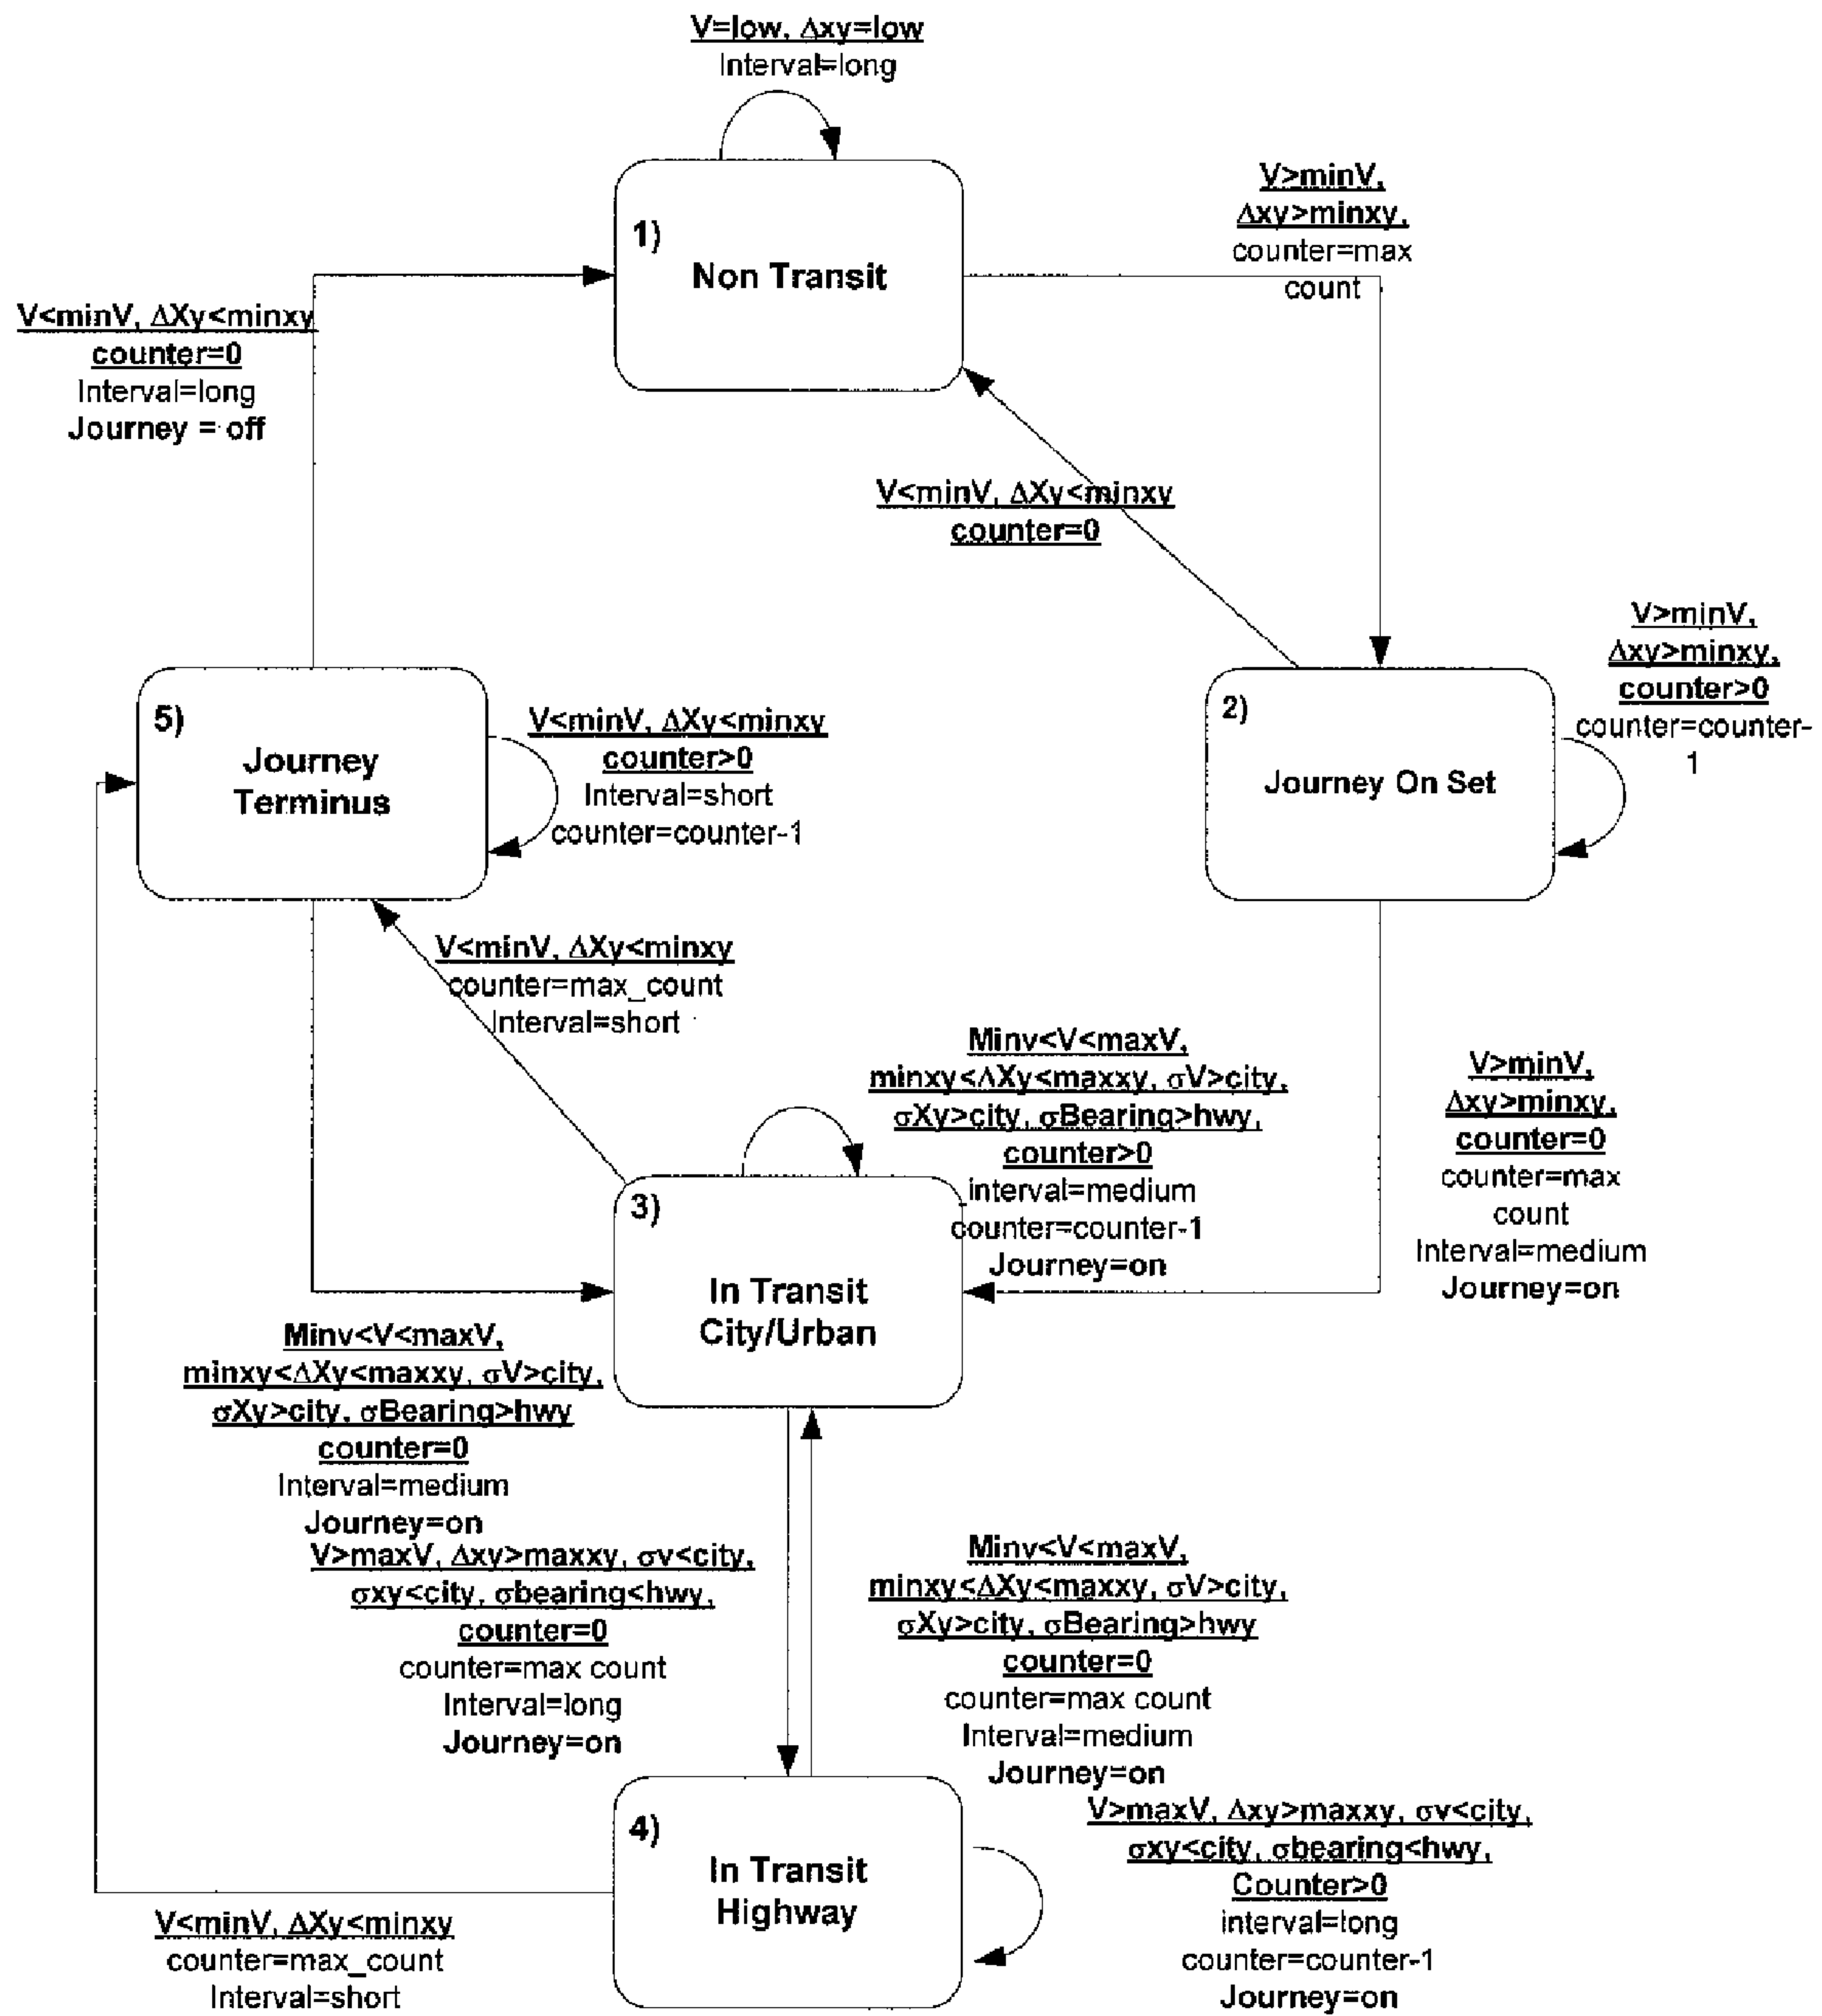 V=low, Δxy=low
Interval=long
1)
Non Transit
V>minV,
Δxy>minxy,
counter=max
count
V<minV, ΔXy<minxy
counter=0
Interval=long
Journey = off
V<minV, ΔXy<minxy
counter=0
5)
Journey
Terminus
V<minV, ΔXy<minxy
counter>0
Interval=short
counter=counter-1
2)
Journey On Set
V>minV,
Δxy>minxy,
counter>0
counter=counter-
1
V<minV, ΔXy<minxy
counter=max_count
Interval=short
Minv<V<maxV,
minxy<ΔXy<maxxy, σV>city,
σXy>city, σBearing>hwy,
counter>0
interval=medium
counter=counter-1
Journey=on
V>minV,
Δxy>minxy,
counter=0
counter=max
count
Interval=medium
Journey=on
3)
In Transit
City/Urban
Minv<V<maxV,
minxy<ΔXy<maxxy, σV>city,
σXy>city, σBearing>hwy
counter=0
Interval=medium
Journey=on
V>maxV, Δxy>maxxy, σv<city,
σxy<city, σbearing<hwy,
counter=0
counter=max count
Interval=long
Journey=on
Minv<V<maxV,
minxy<ΔXy<maxxy, σV>city,
σXy>city, σBearing>hwy
counter=0
counter=max count
Interval=medium
Journey=on
4)
In Transit
Highway
V>maxV, Δxy>maxxy, σv<city,
σxy<city, σbearing<hwy,
Counter>0
interval=long
counter=counter-1
Journey=on
V<minV, ΔXy<minxy
counter=max_count
Interval=short